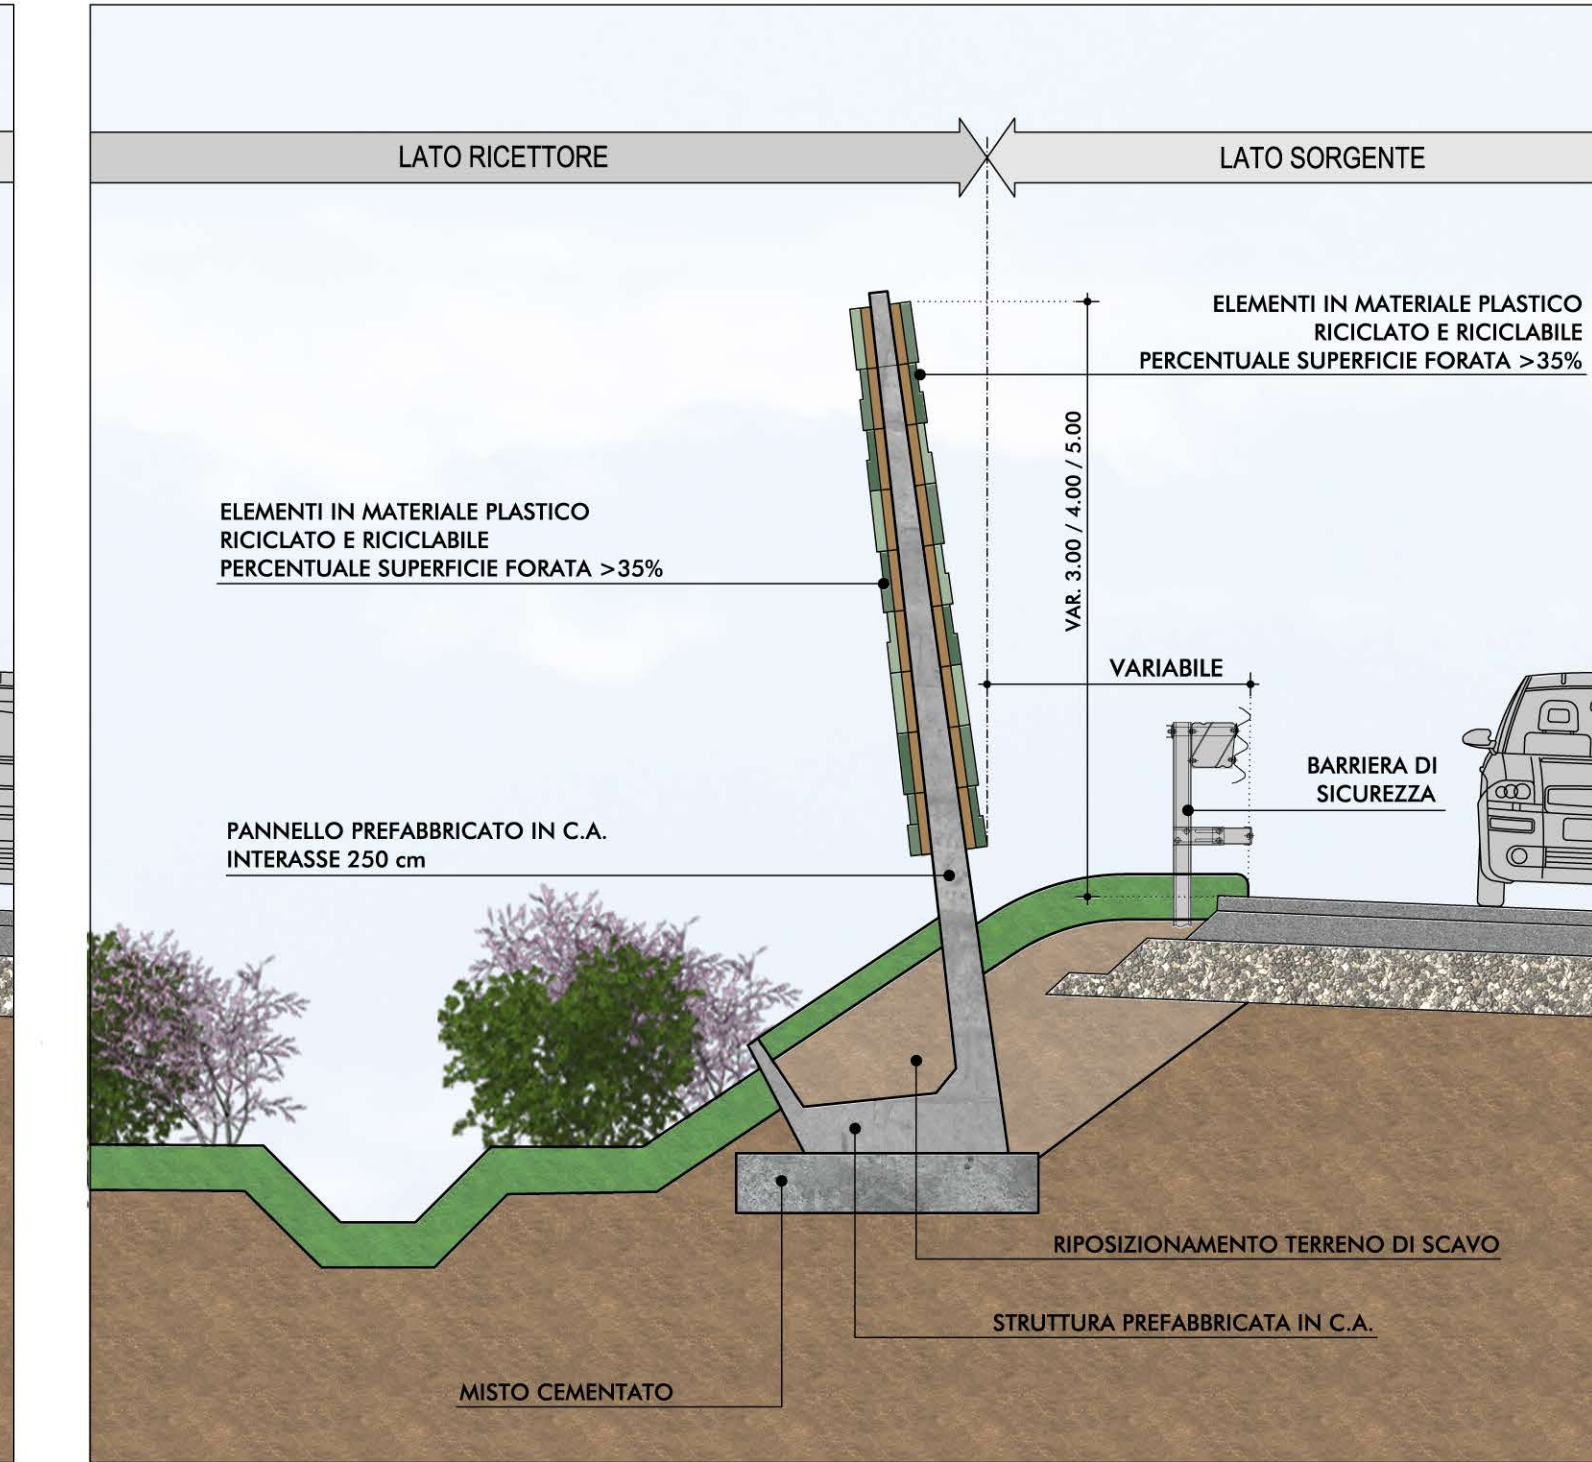 LATO RICETTORE
LATO SORGENTE
ELEMENTI IN MATERIALE PLASTICO
RICICLATO E RICICLABILE
PERCENTUALE SUPERFICIE FORATA >35%
VAR. 3.00 / 4.00 / 5.00
ELEMENTI IN MATERIALE PLASTICO
RICICLATO E RICICLABILE
PERCENTUALE SUPERFICIE FORATA >35%
VARIABILE
BARRIERA DI
SICUREZZA
PANNELLO PREFABBRICATO IN C.A.
INTERASSE 250 cm
RIPOSIZIONAMENTO TERRENO DI SCAVO
STRUTTURA PREFABBRICATA IN C.A.
MISTO CEMENTATO